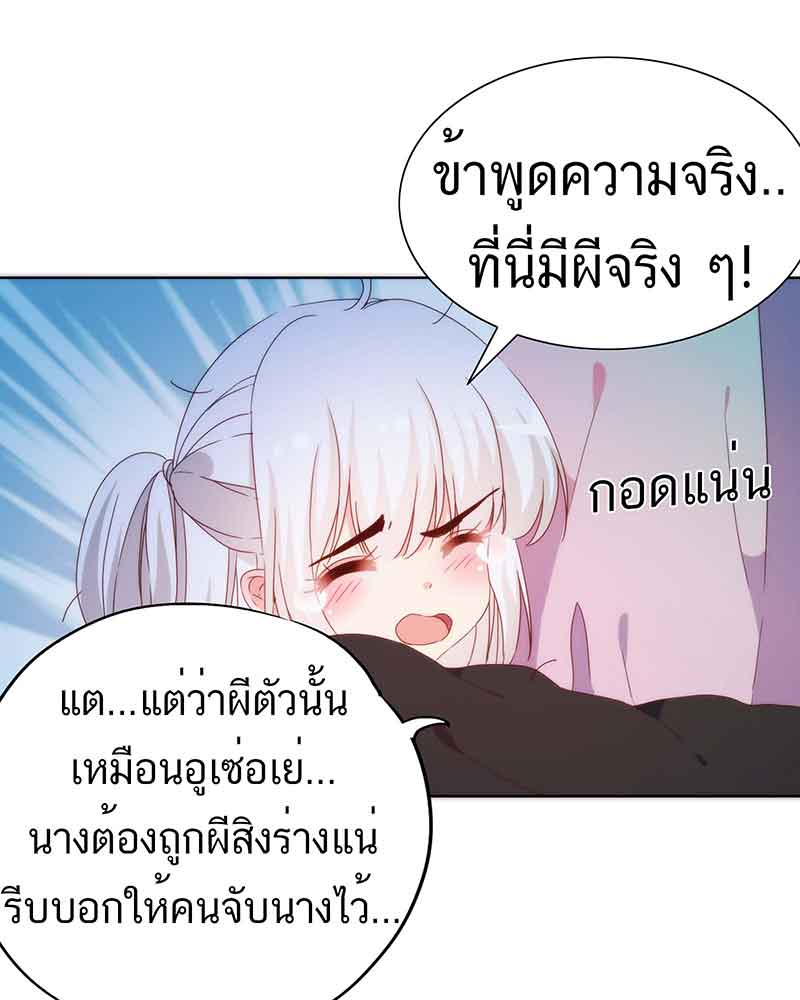 ข้าพูดความจริง..
ที่นี่มีผีจริง ๆ!
กอดแน่น
แต...แต่ว่าผีตัวนั้น
เหมือนอูเซ่อเย่...
นางต้องถูกผีสิงร่างแน่
รีบบอกให้คนจับนางไว้...